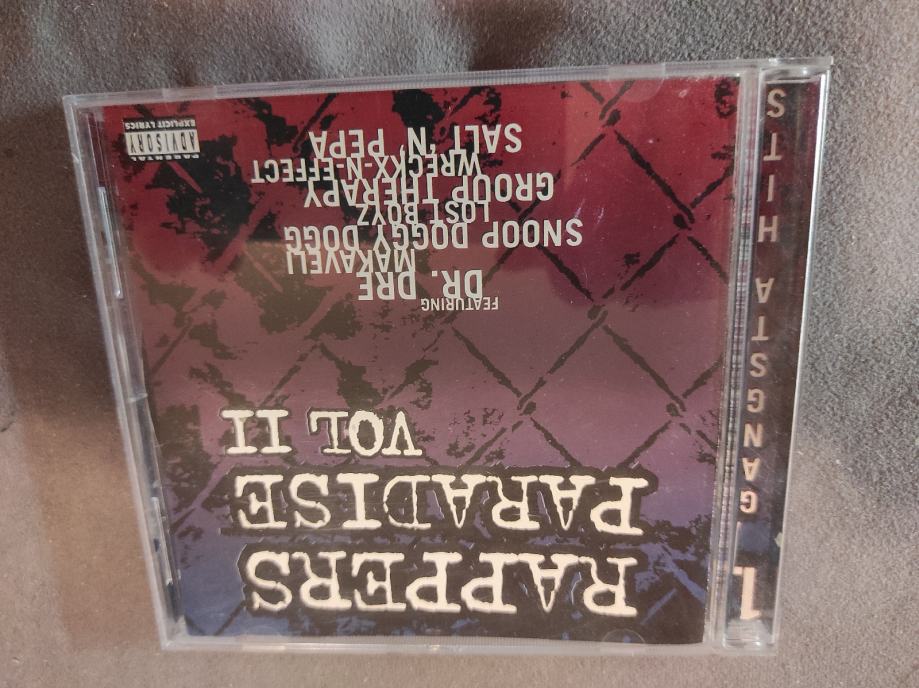 RAPPERS
PARADISE
VOL II
FEATURING
DR. DRE
MAKAVELI
SNOOP DOGGY DOGG
LOST BOYZ
GROUP THERAPY
WRECKX-N-EFFECT
SALT 'N PEPA
PARENTAL
ADVISORY
EXPLICIT LYRICS
1. GANGSTA HITS